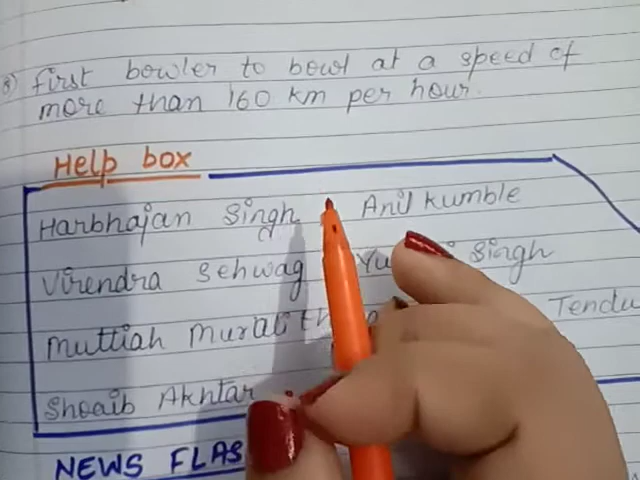 8) first bowler to bowl at a speed of
more than 160 km per hour.
Help box
Harbhajan Singh Anil kumble
Virendra Sehwag Singh
Muttiah
Shoaib Akhtar
NEWS